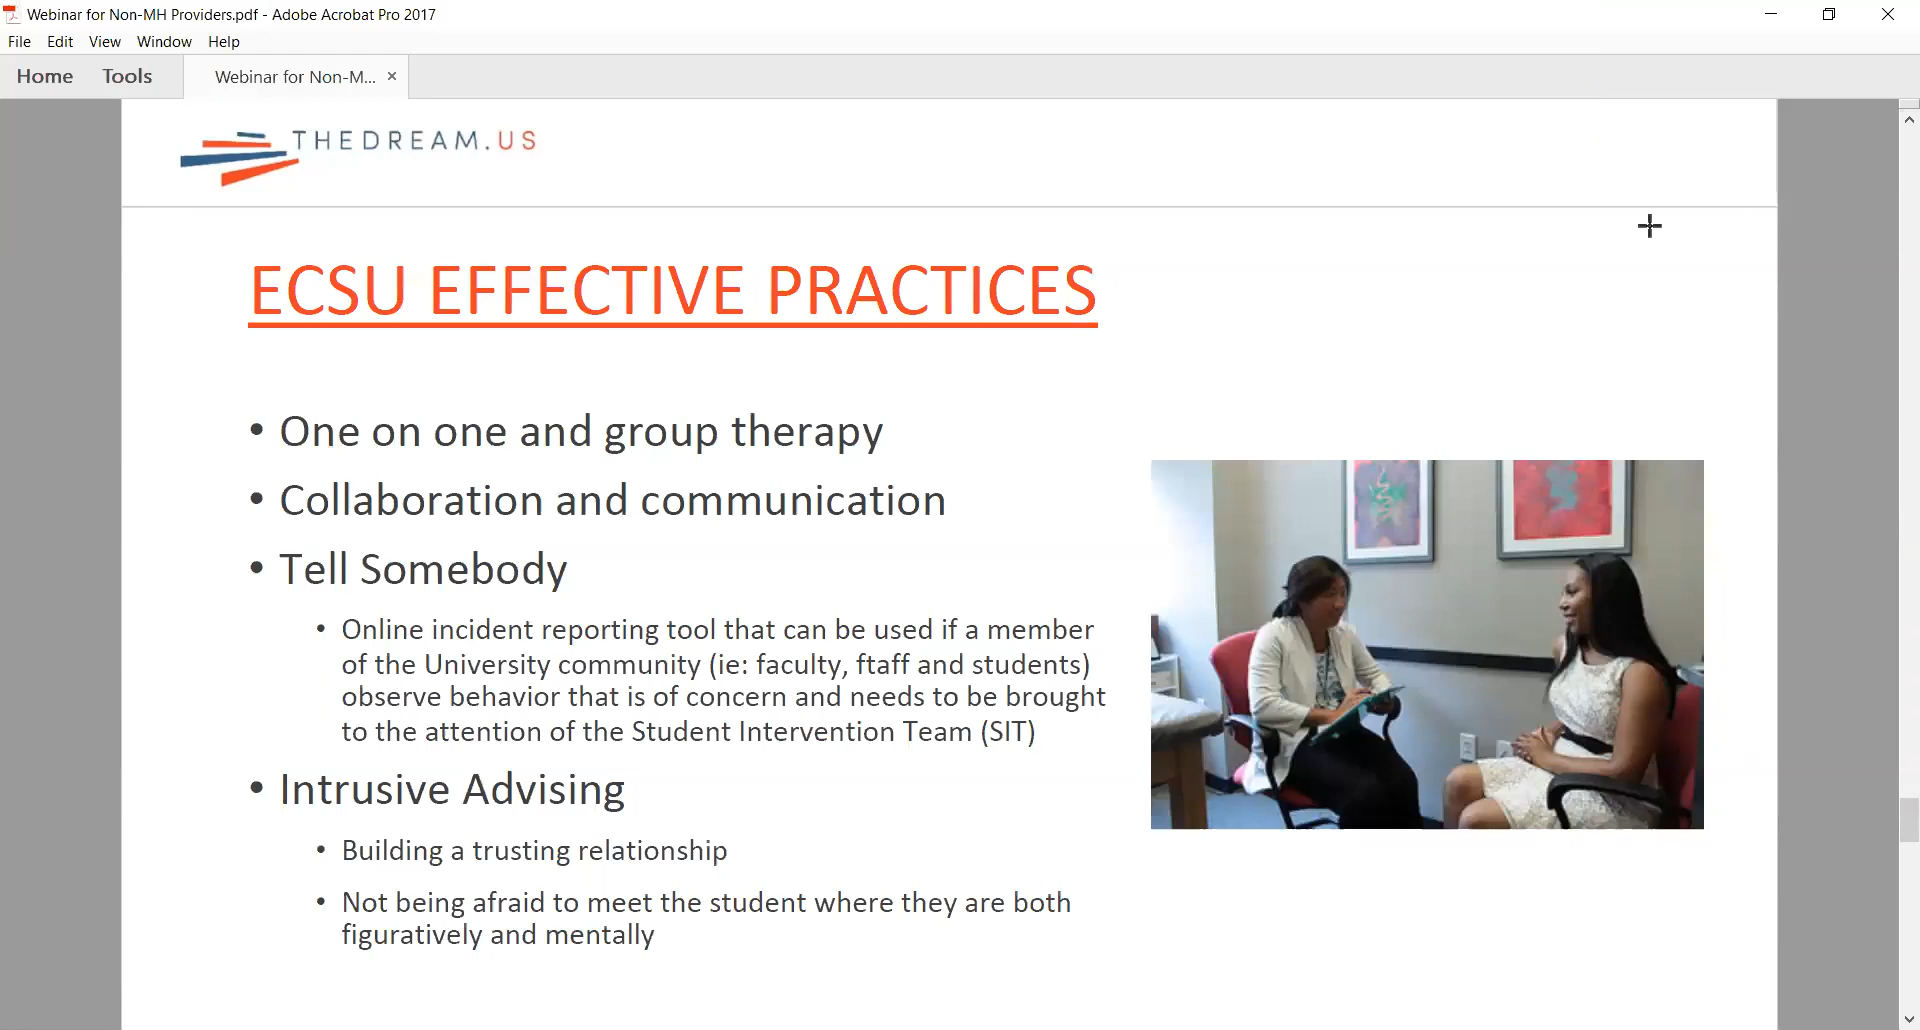 Webinar for Non-MH Providers.pdf - Adobe Acrobat Pro 2017
File Edit View Window Help
Home Tools Webinar for Non-M... ×
THEDREAM.US
ECSU EFFECTIVE PRACTICES
• One on one and group therapy
• Collaboration and communication
• Tell Somebody
• Online incident reporting tool that can be used if a member
of the University community (ie: faculty, ftaff and students)
observe behavior that is of concern and needs to be brought
to the attention of the Student Intervention Team (SIT)
• Intrusive Advising
• Building a trusting relationship
• Not being afraid to meet the student where they are both
figuratively and mentally